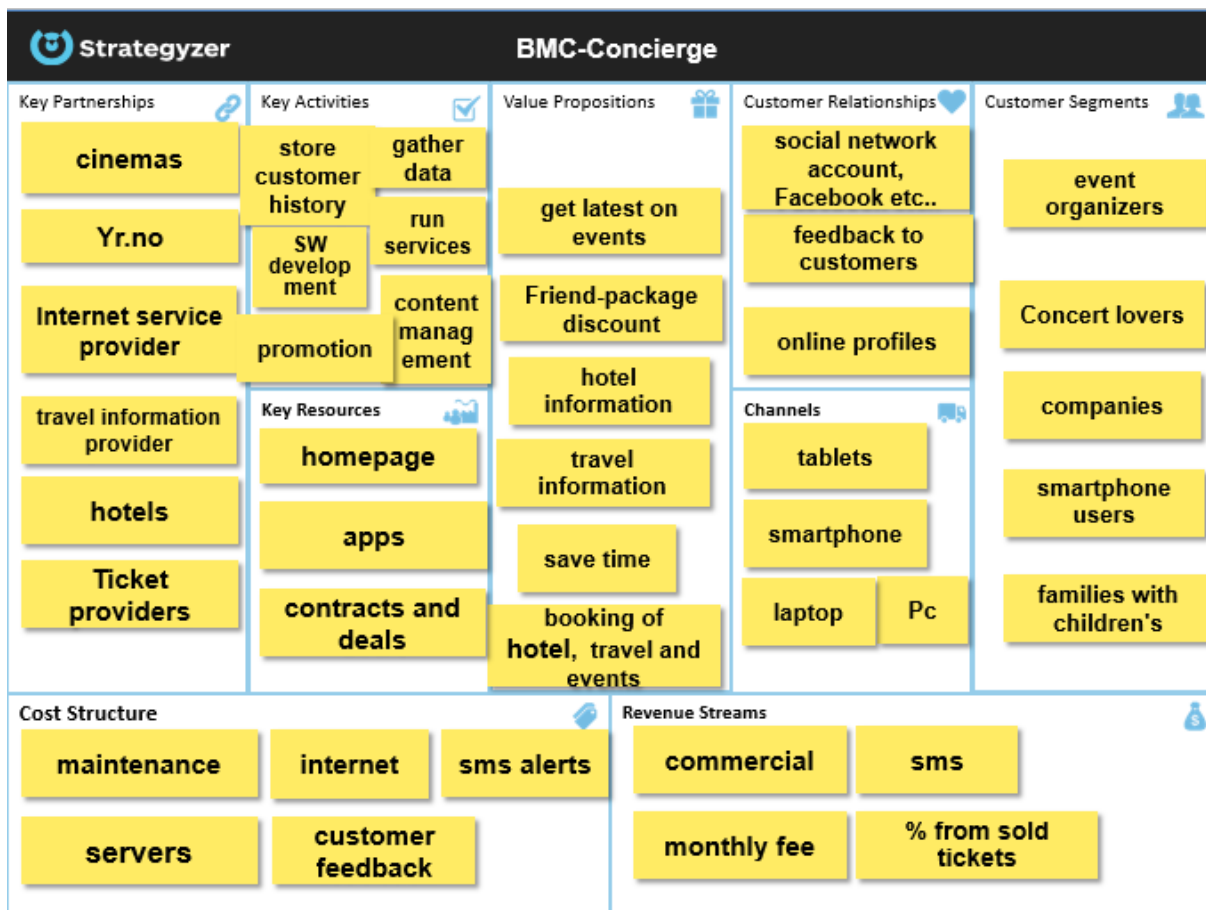 Strategyzer
BMC-Concierge
Key Partnerships
cinemas
Yr.no
Internet service
provider
travel information
provider
hotels
Ticket
providers
Key Activities
store
customer
history
gather
data
SW
develop
ment
run
services
promotion
content
manag
ement
Key Resources
homepage
apps
contracts and
deals
Value Propositions
get latest on
events
Friend-package
discount
hotel
information
travel
information
save time
booking of
hotel, travel and
events
Customer Relationships
social network
account,
Facebook etc..
feedback to
customers
online profiles
Channels
tablets
smartphone
laptop
Pc
Customer Segments
event
organizers
Concert lovers
companies
smartphone
users
families with
children's
Cost Structure
maintenance
internet
sms alerts
servers
customer
feedback
Revenue Streams
commercial
sms
monthly fee
% from sold
tickets
$